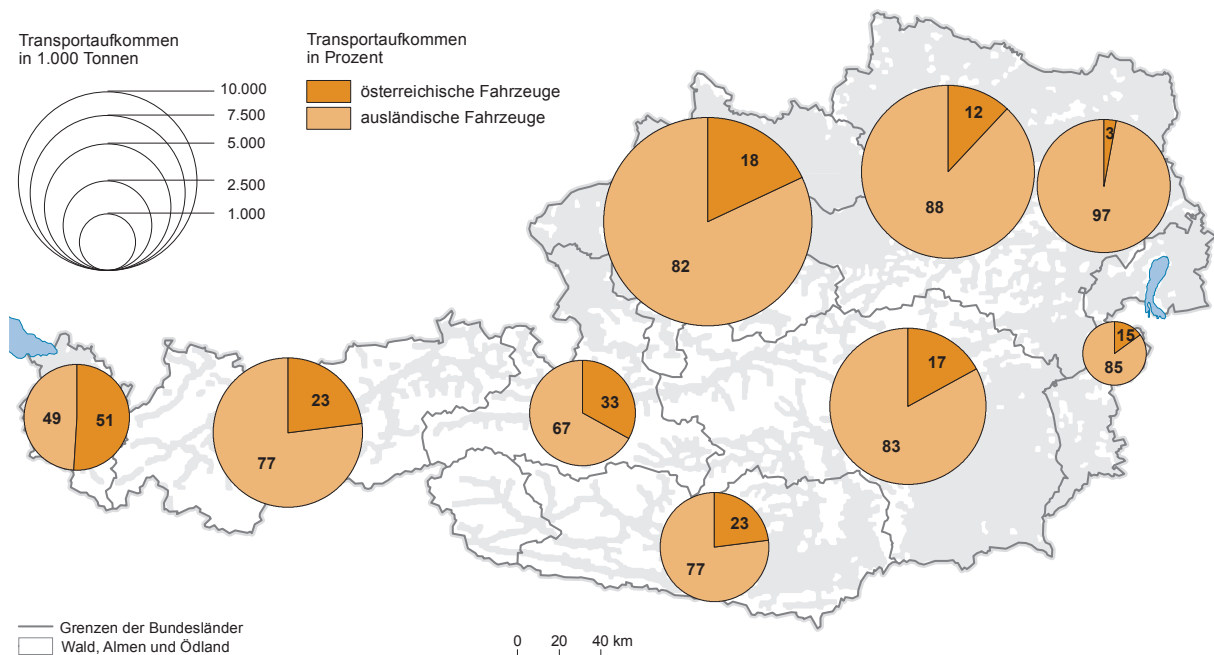 Transportaufkommen
in 1.000 Tonnen
10.000
7.500
5.000
2.500
1.000
Transportaufkommen
in Prozent
österreichische Fahrzeuge
ausländische Fahrzeuge
18
82
12
88
3
97
15
85
17
83
33
67
23
77
51
49
23
77
Grenzen der Bundesländer
Wald, Almen und Ödland
0 20 40 km